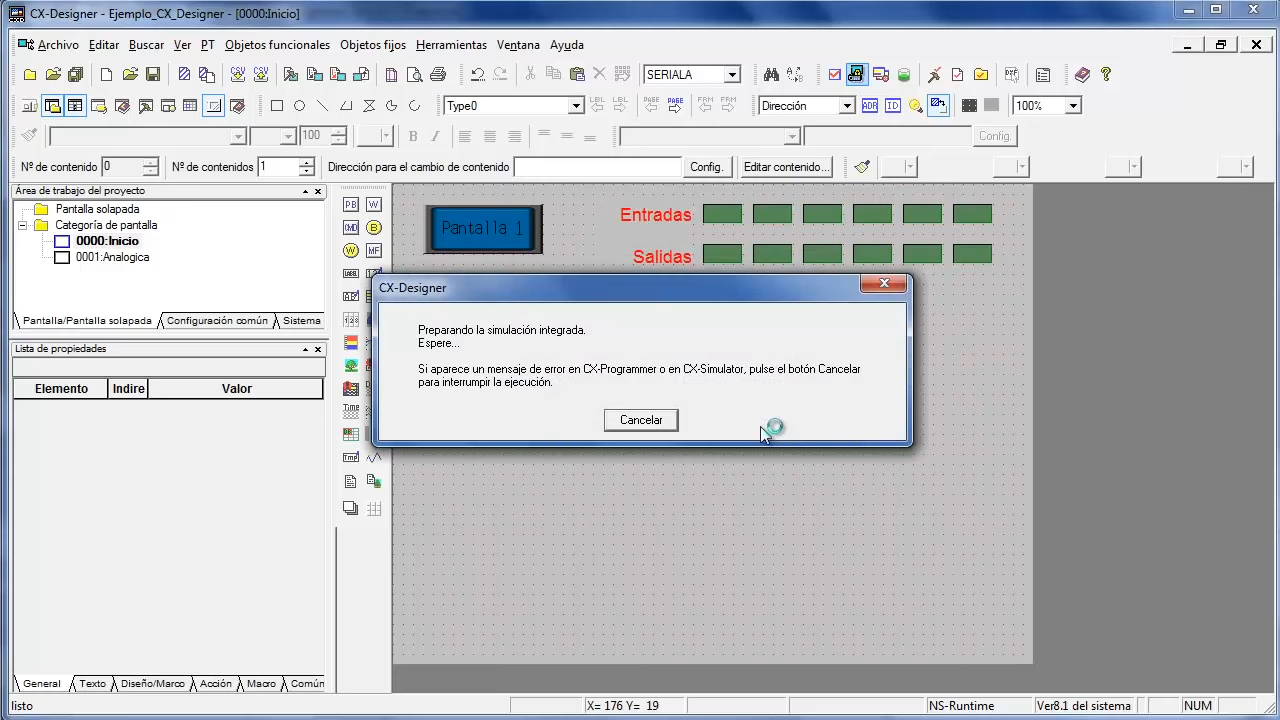 CX-Designer - Ejemplo_CX_Designer - [0000:Inicio]
Archivo Editar Buscar Ver PT Objetos funcionales Objetos fijos Herramientas Ventana Ayuda
SERIALA
Type0 Dirección 100%
100 Config.
Nº de contenido 0 Nº de contenidos 1 Dirección para el cambio de contenido Config. Editar contenido...
Área de trabajo del proyecto
Pantalla solapada
Categoría de pantalla
0000:Inicio
0001:Analogica
Pantalla/Pantalla solapada Configuración común Sistema
Lista de propiedades
Elemento Indire Valor
General Texto Diseño/Marco Acción Macro Común
Pantalla 1
Entradas
Salidas
CX-Designer
Preparando la simulación integrada.
Espere...
Si aparece un mensaje de error en CX-Programmer o en CX-Simulator, pulse el botón Cancelar
para interrumpir la ejecución.
Cancelar
listo X= 176 Y= 19 NS-Runtime Ver8.1 del sistema NUM